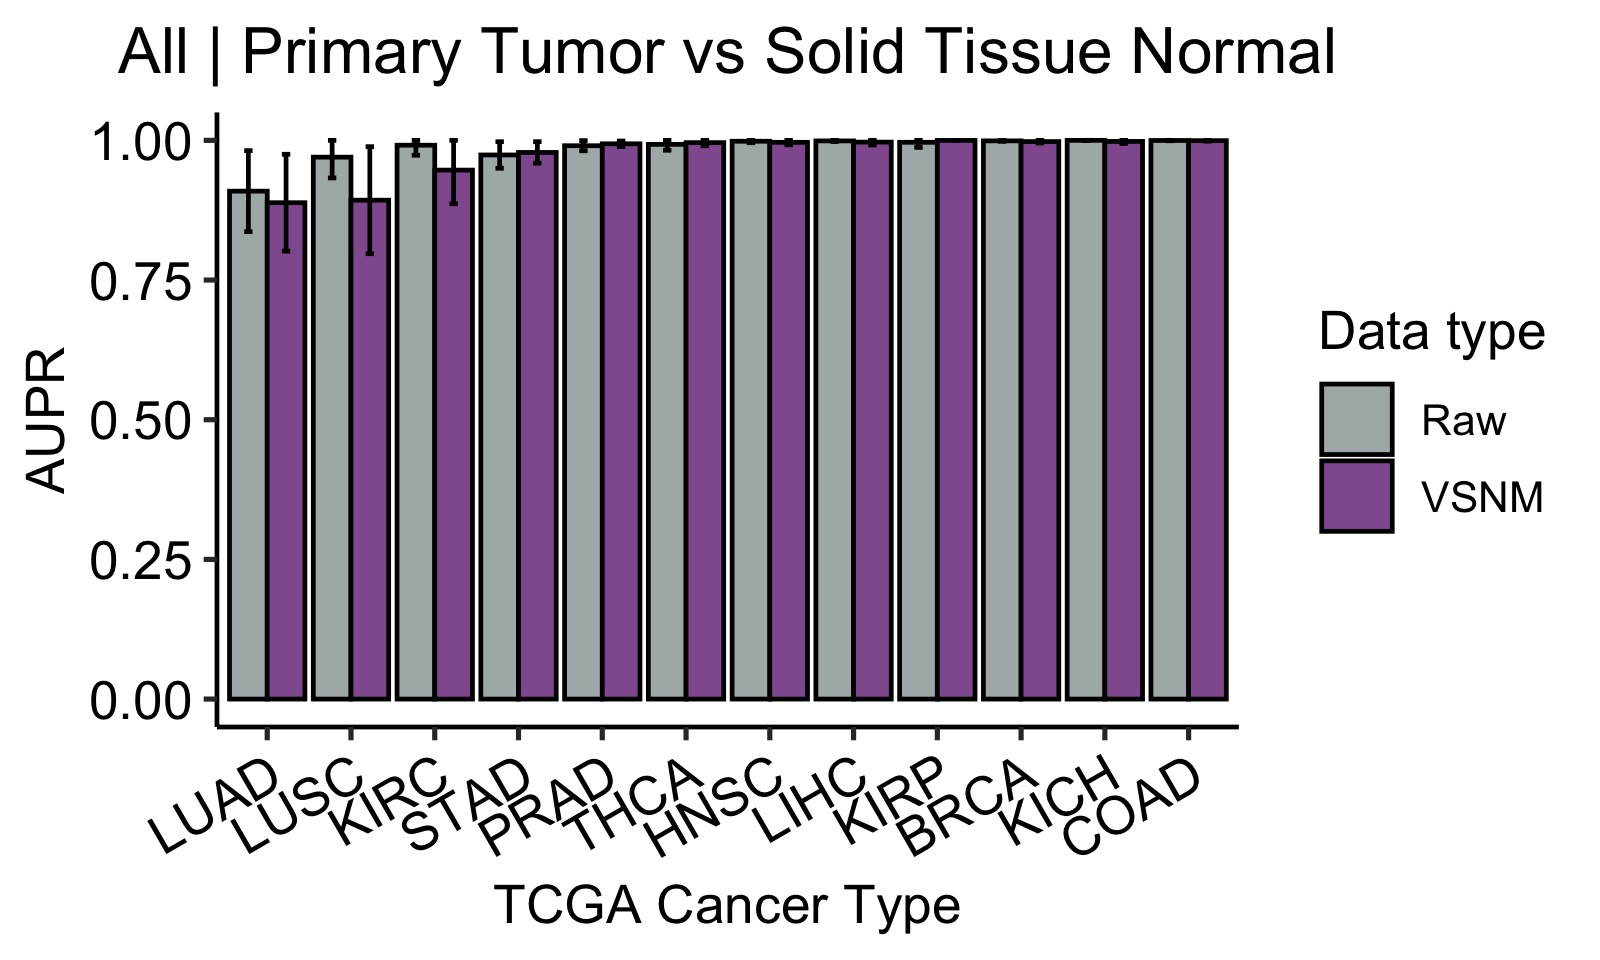 All | Primary Tumor vs Solid Tissue Normal
1.00
0.75
0.50
0.25
0.00
AUPR
LUAD
LUSC
KIRC
STAD
PRAD
THCA
HNSC
LIHC
KIRP
BRCA
KICH
COAD
TCGA Cancer Type
Data type
Raw
VSNM